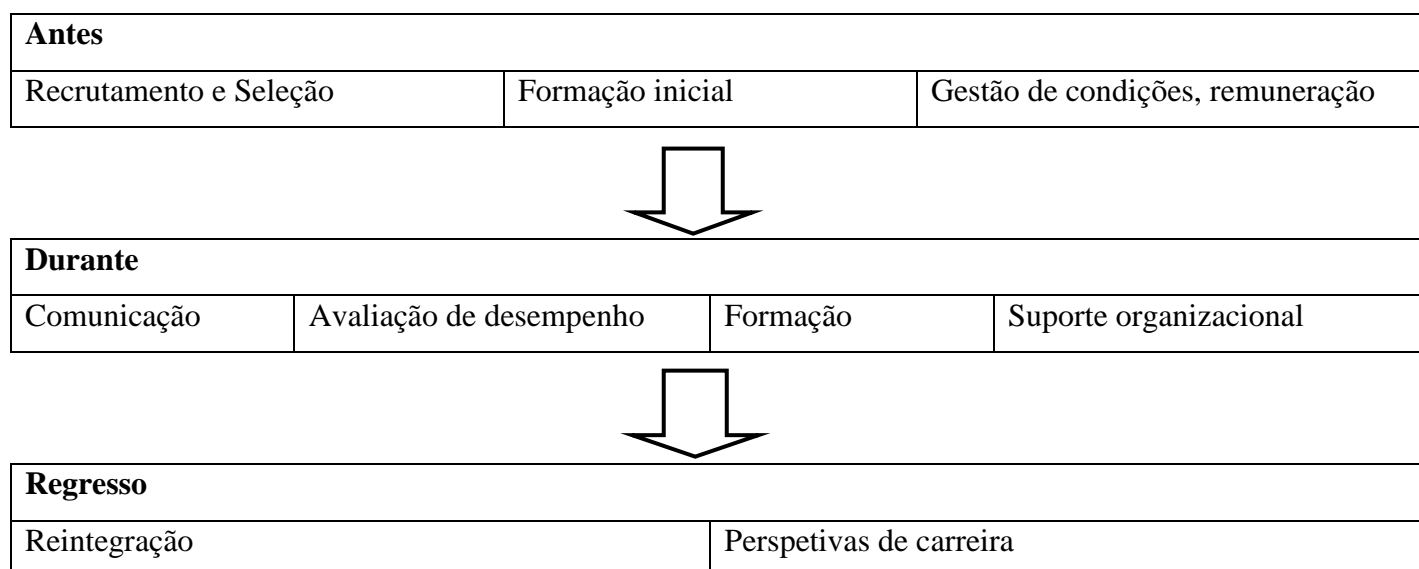 Antes
Recrutamento e Seleção Formação inicial Gestão de condições, remuneração
Durante
Comunicação Avaliação de desempenho Formação Suporte organizacional
Regresso
Reintegração Perspetivas de carreira